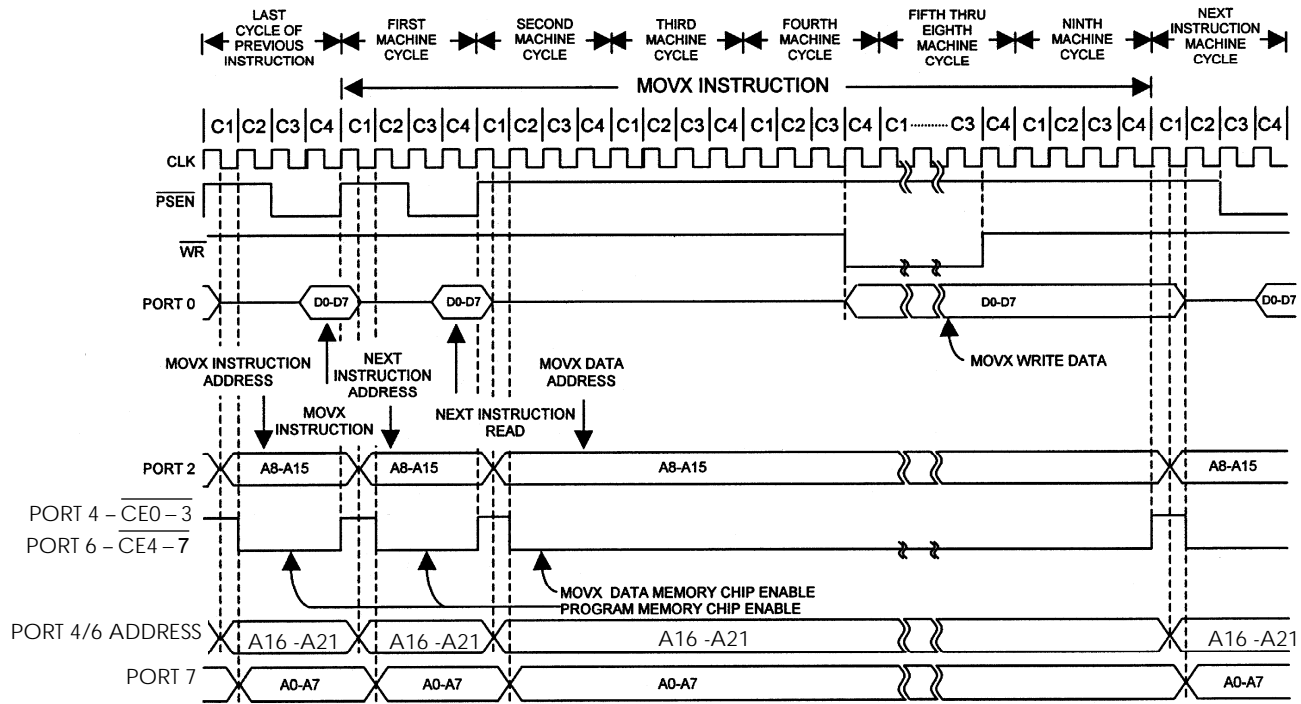 LAST CYCLE OF PREVIOUS INSTRUCTION
FIRST MACHINE CYCLE
SECOND MACHINE CYCLE
THIRD MACHINE CYCLE
FOURTH MACHINE CYCLE
FIFTH THRU EIGHTH MACHINE CYCLE
NINTH MACHINE CYCLE
NEXT INSTRUCTION MACHINE CYCLE
MOVX INSTRUCTION
C1 C2 C3 C4 C1 C2 C3 C4 C1 C2 C3 C4 C1 C2 C3 C4 C1 C2 C3 C4 C1 .......... C3 C4 C1 C2 C3 C4 C1 C2 C3 C4
CLK
PSEN
WR
PORT 0 D0-D7 D0-D7 D0-D7 D0-D7
MOVX INSTRUCTION ADDRESS
NEXT INSTRUCTION ADDRESS
MOVX DATA ADDRESS
MOVX WRITE DATA
MOVX INSTRUCTION
NEXT INSTRUCTION READ
PORT 2 A8-A15 A8-A15 A8-A15 A8-A15
PORT 4 – CE0 – 3
PORT 6 – CE4 – 7
MOVX DATA MEMORY CHIP ENABLE
PROGRAM MEMORY CHIP ENABLE
PORT 4/6 ADDRESS A16 -A21 A16 -A21 A16 -A21 A16 -A21
PORT 7 A0-A7 A0-A7 A0-A7 A0-A7